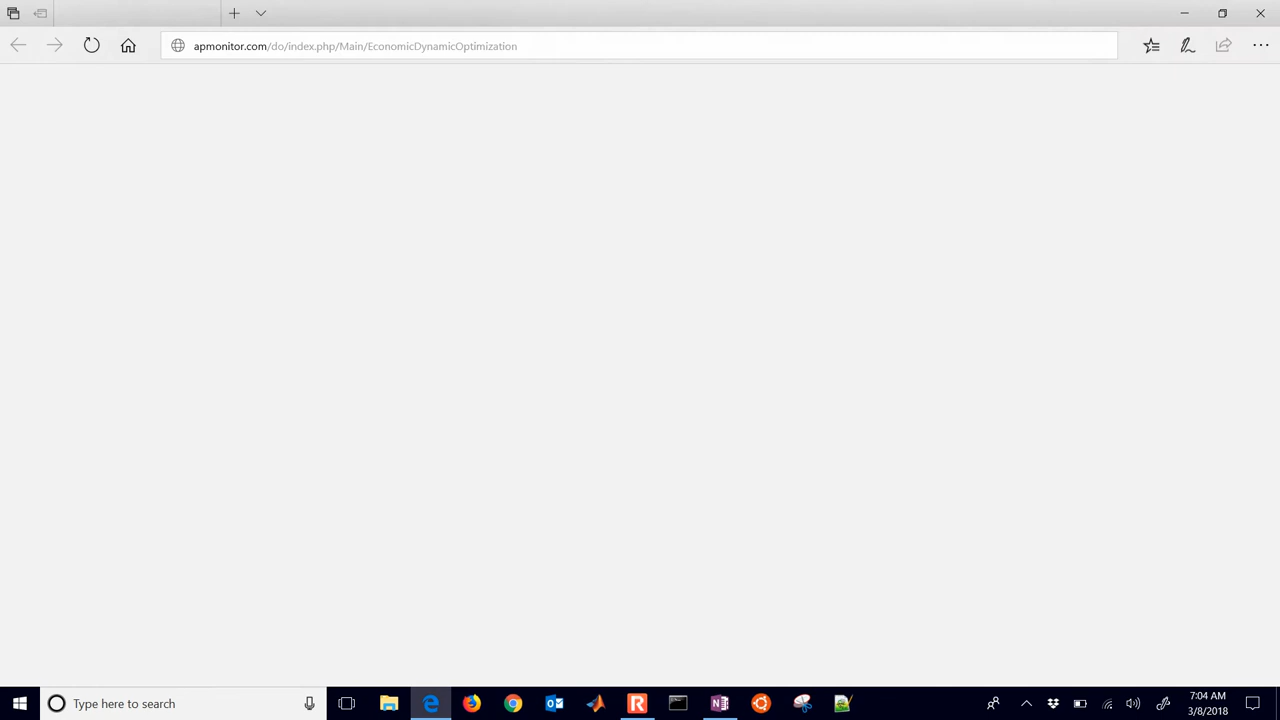 apmonitor.com/do/index.php/Main/EconomicDynamicOptimization
Type here to search
7:04 AM
3/8/2018